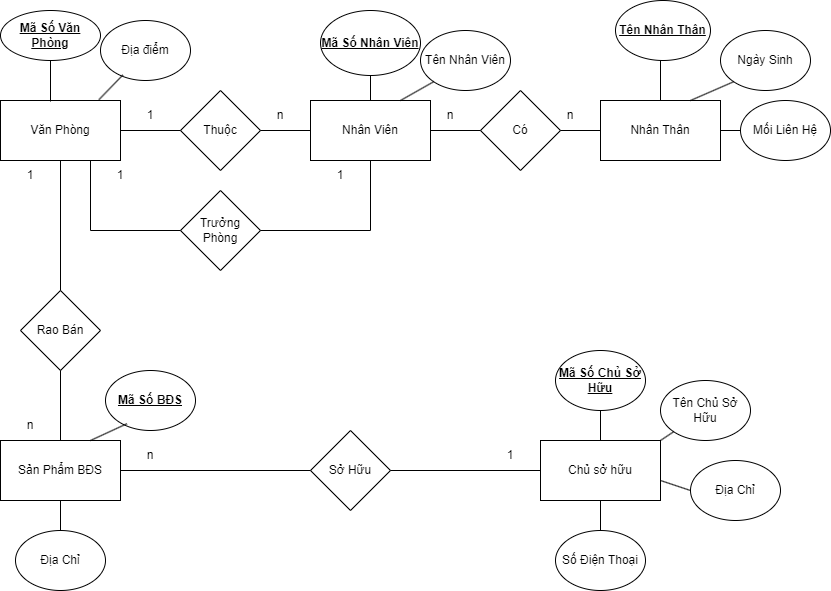 Mã Số Văn
Phòng
Địa điểm
Mã Số Nhân Viên
Tên Nhân Viên
Tên Nhân Thân
Ngày Sinh
Văn Phòng
1
Thuộc
n
Nhân Viên
n
Có
n
Nhân Thân
Mối Liên Hệ
1
1
1
Trưởng
Phòng
Rao Bán
n
Mã Số BĐS
Mã Số Chủ Sở
Hữu
Tên Chủ Sở
Hữu
Sản Phẩm BĐS
n
Sở Hữu
1
Chủ sở hữu
Địa Chỉ
Địa Chỉ
Số Điện Thoại